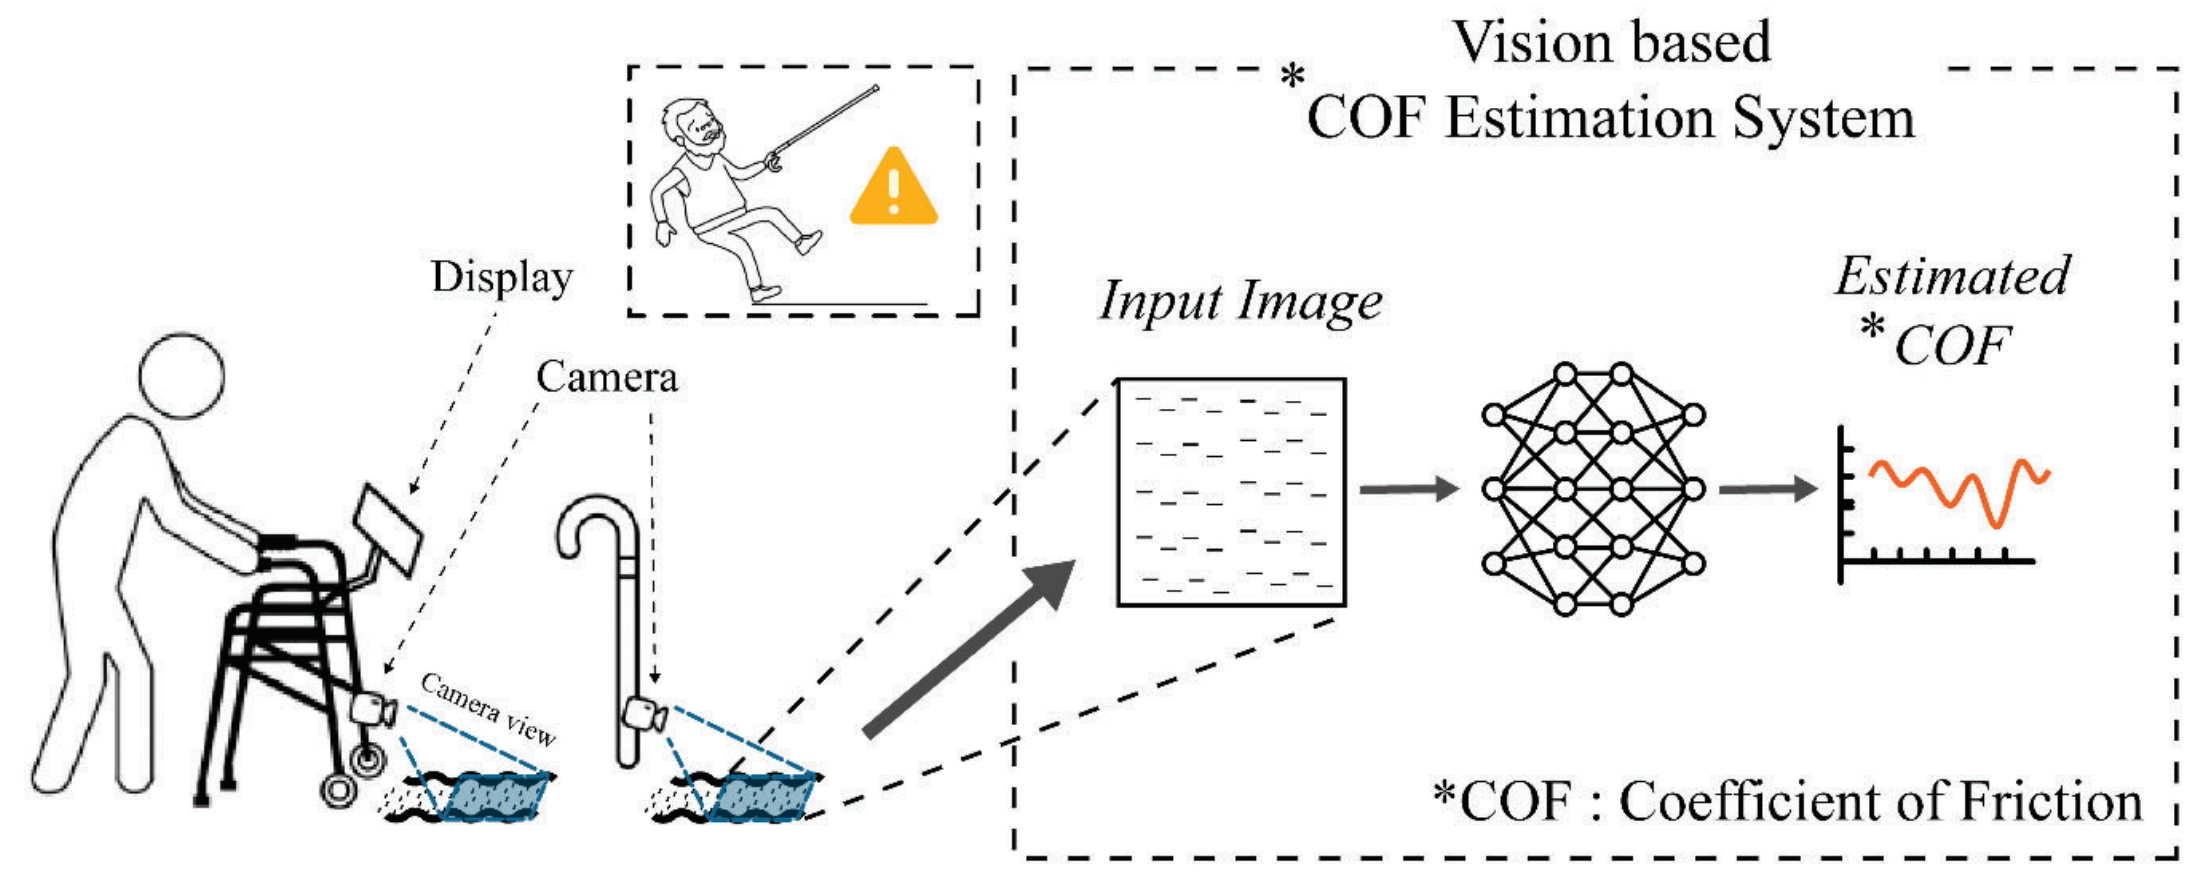 Vision based
*COF Estimation System
Display
Camera
Camera view
Input Image
Estimated
*COF
*COF : Coefficient of Friction